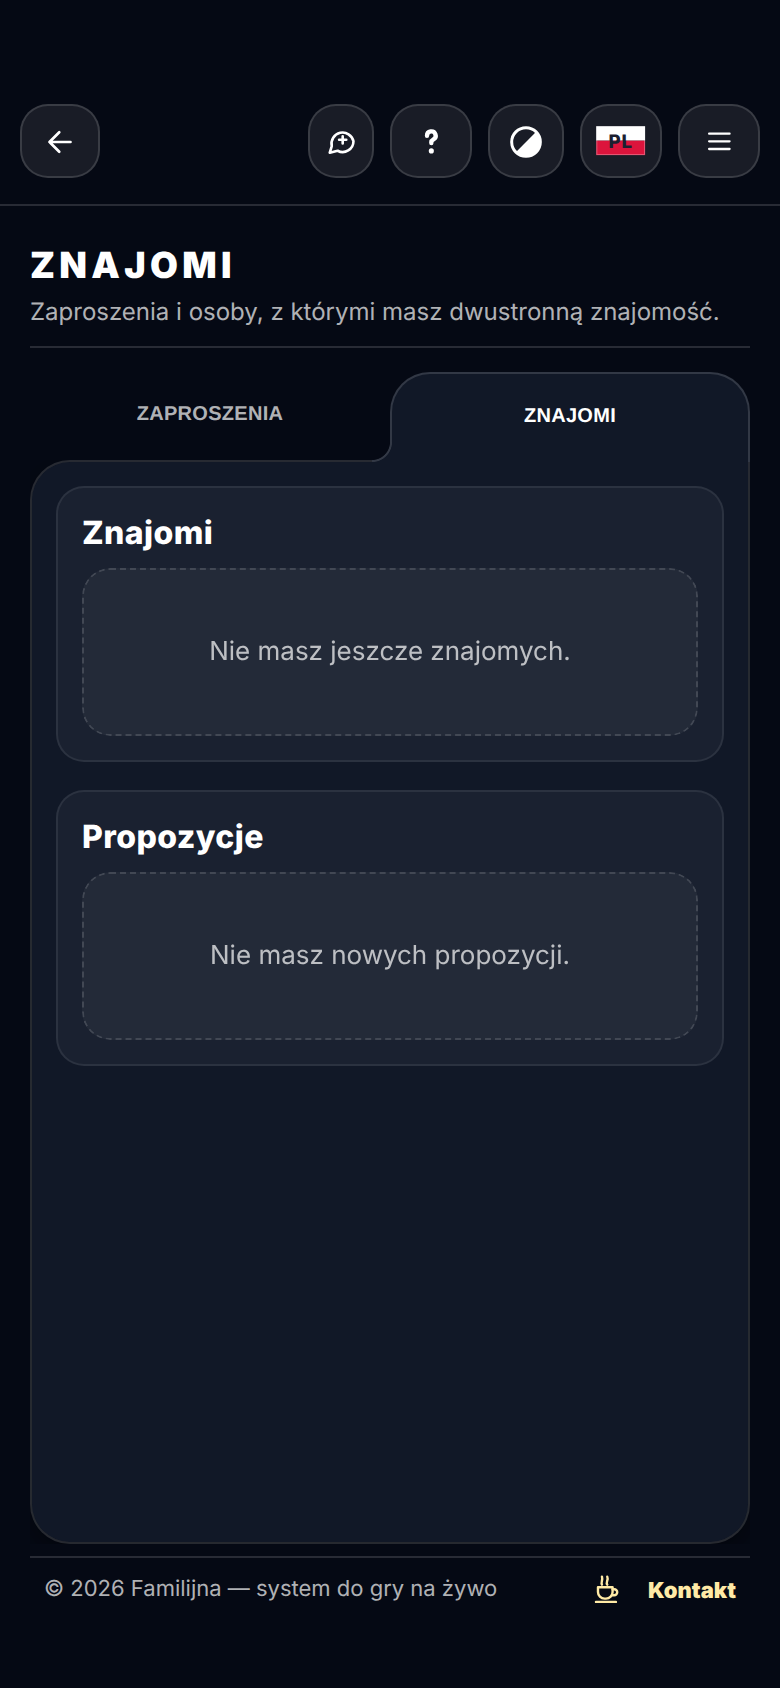 ?
PL
ZNAJOMI
Zaproszenia i osoby, z którymi masz dwustronną znajomość.
ZAPROSZENIA
ZNAJOMI
Znajomi
Nie masz jeszcze znajomych.
Propozycje
Nie masz nowych propozycji.
© 2026 Familijna — system do gry na żywo
Kontakt